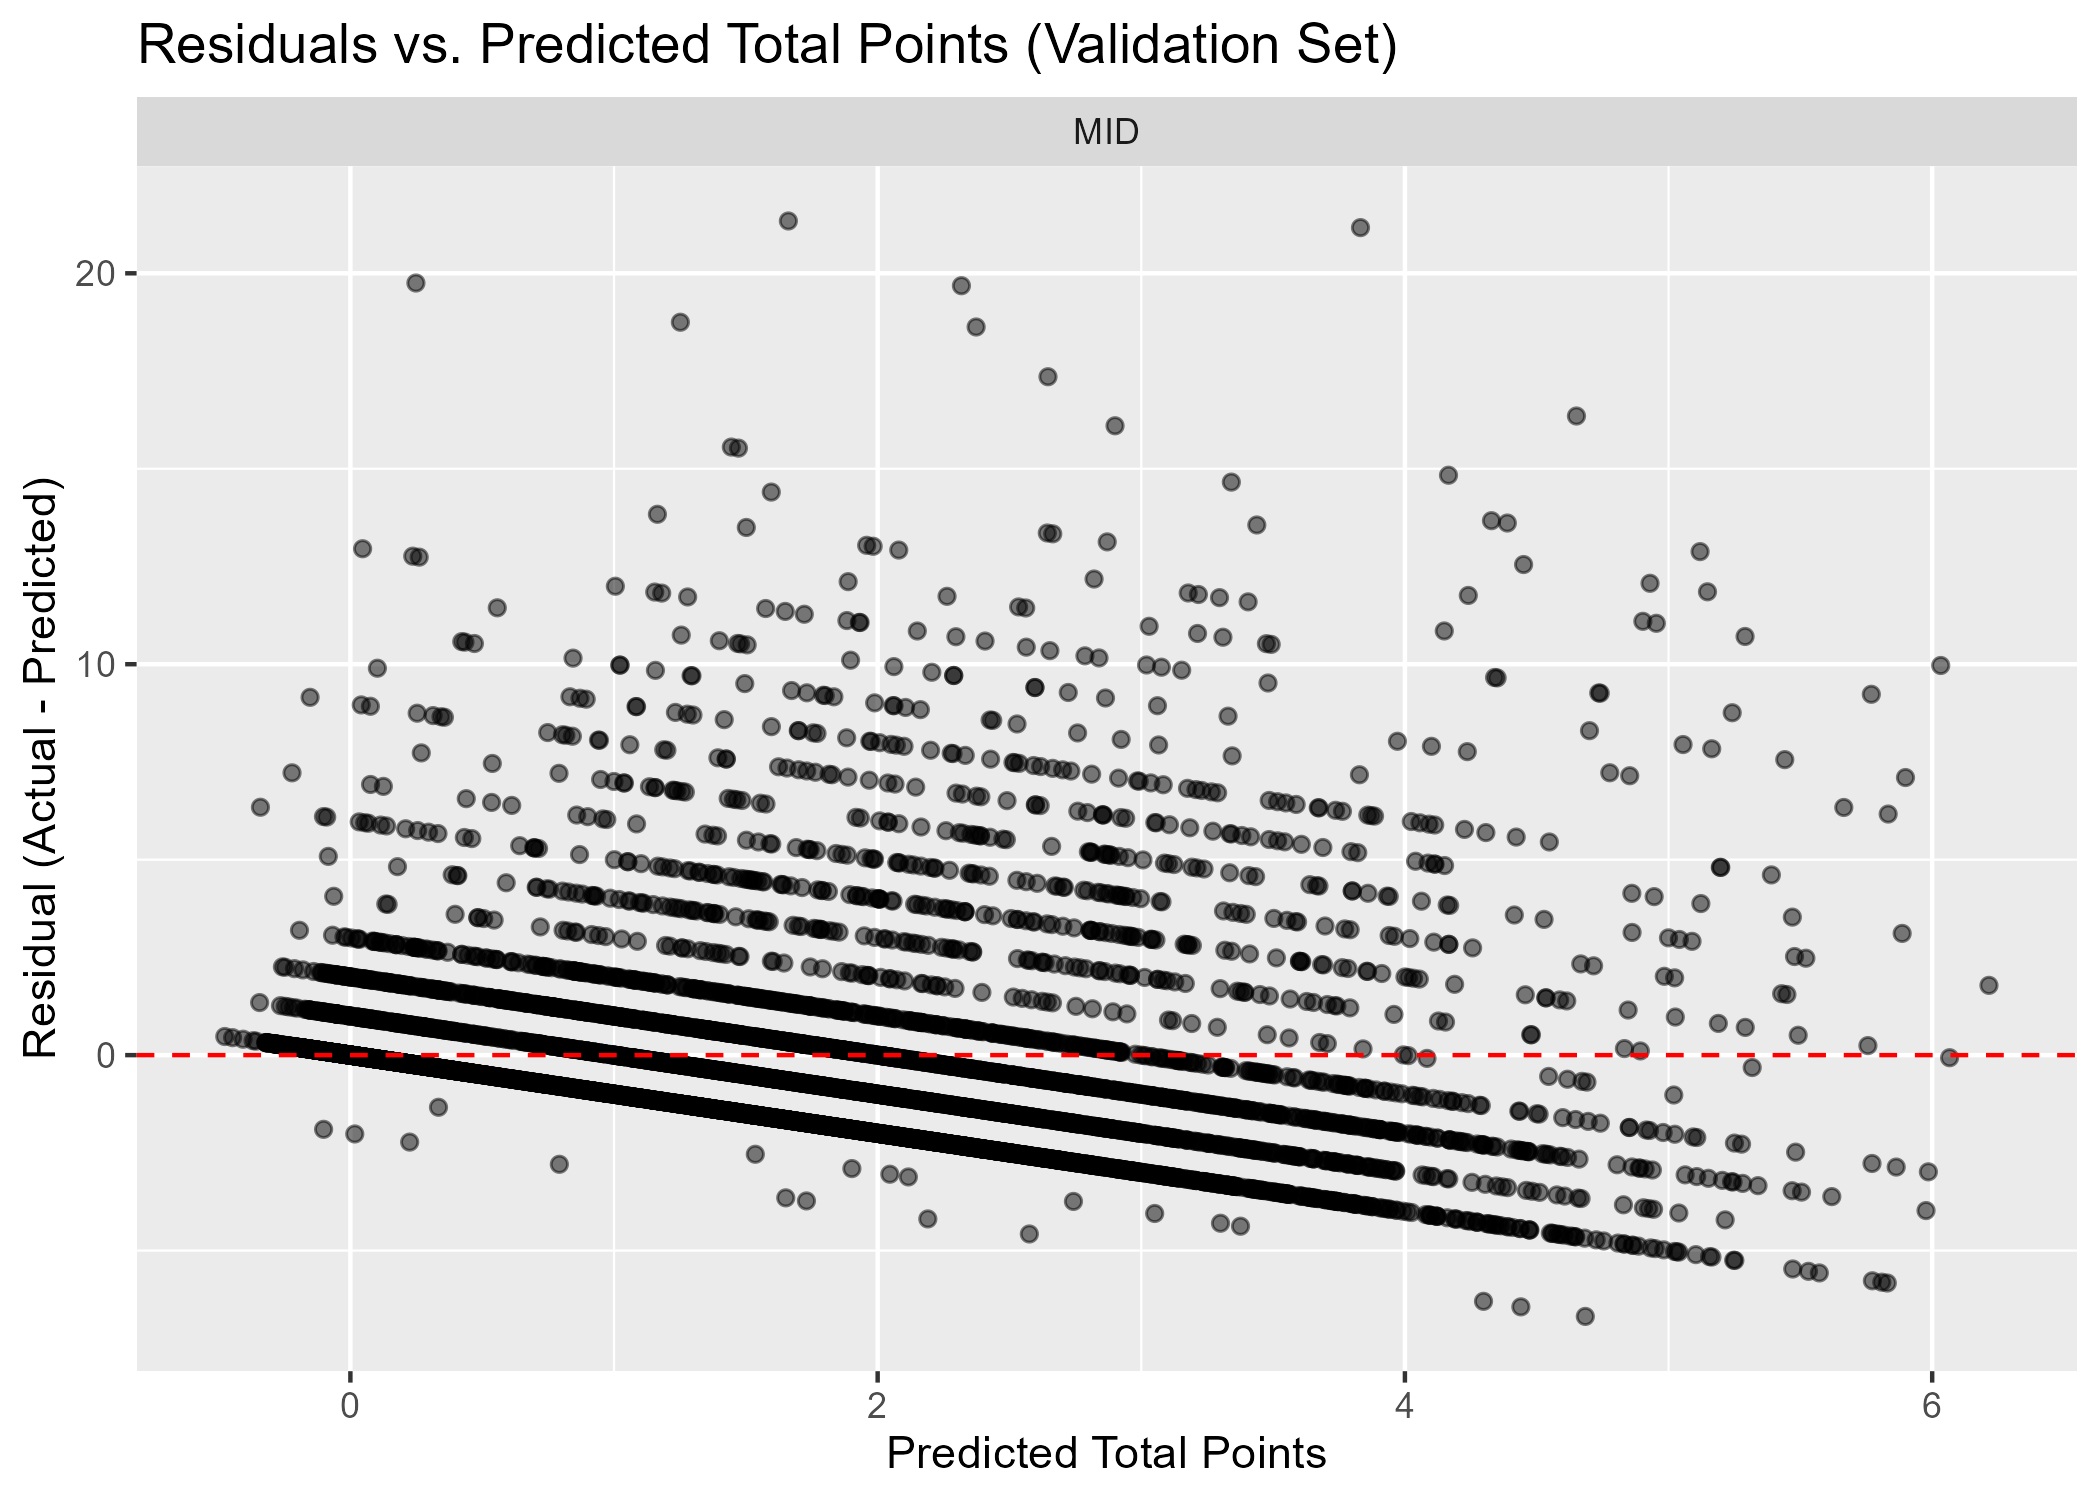 Residuals vs. Predicted Total Points (Validation Set)
MID
Residual (Actual - Predicted)
20
10
0
0 2 4 6
Predicted Total Points